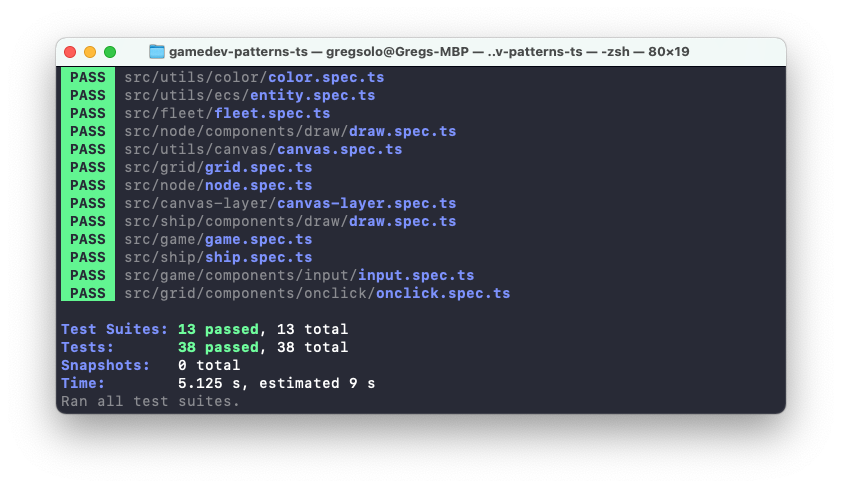 gamedev-patterns-ts — gregsolo@Gregs-MBP — ..v-patterns-ts — -zsh — 80×19
PASS src/utils/color/color.spec.ts
PASS src/utils/ecs/entity.spec.ts
PASS src/fleet/fleet.spec.ts
PASS src/node/components/draw/draw.spec.ts
PASS src/utils/canvas/canvas.spec.ts
PASS src/grid/grid.spec.ts
PASS src/node/node.spec.ts
PASS src/canvas-layer/canvas-layer.spec.ts
PASS src/ship/components/draw/draw.spec.ts
PASS src/game/game.spec.ts
PASS src/ship/ship.spec.ts
PASS src/game/components/input/input.spec.ts
PASS src/grid/components/onclick/onclick.spec.ts
Test Suites: 13 passed, 13 total
Tests: 38 passed, 38 total
Snapshots: 0 total
Time: 5.125 s, estimated 9 s
Ran all test suites.